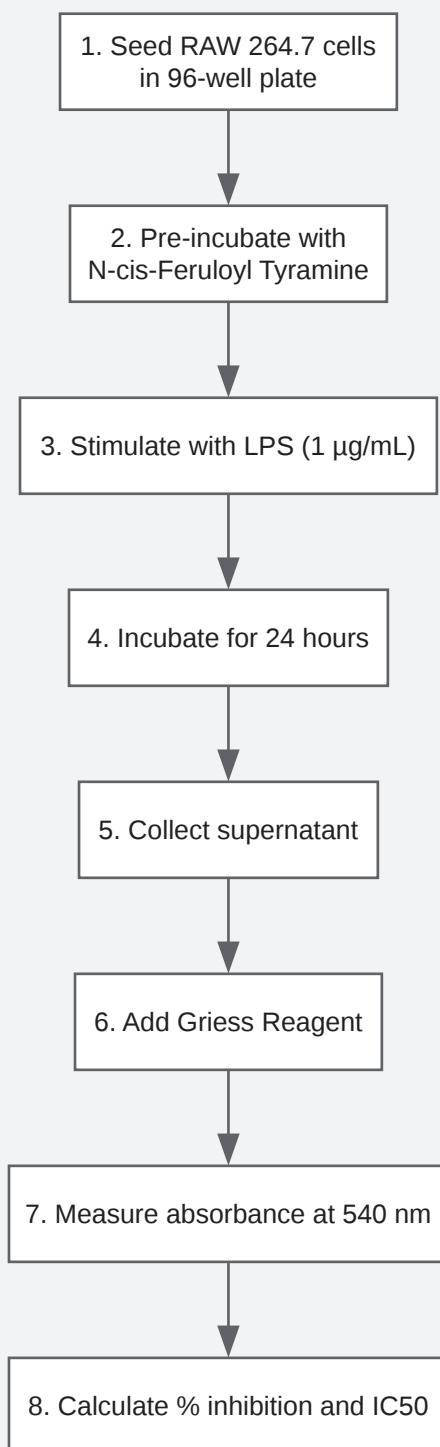 1. Seed RAW 264.7 cells
in 96-well plate
2. Pre-incubate with
N-cis-Feruloyl Tyramine
3. Stimulate with LPS (1 µg/mL)
4. Incubate for 24 hours
5. Collect supernatant
6. Add Griess Reagent
7. Measure absorbance at 540 nm
8. Calculate % inhibition and IC50